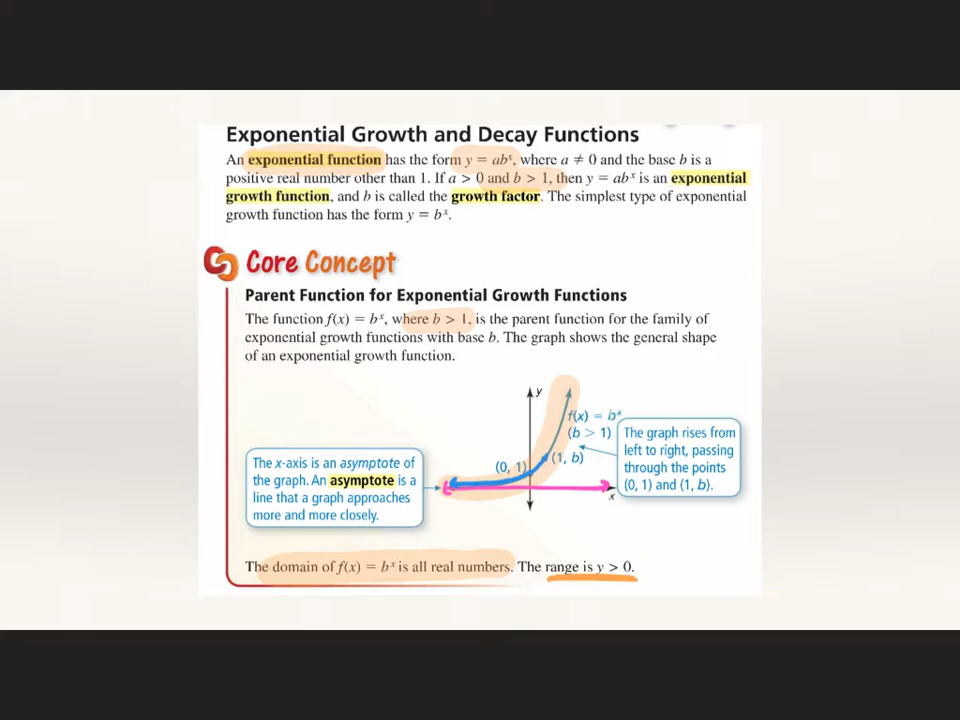 Exponential Growth and Decay Functions
An exponential function has the form y = abˣ, where a ≠ 0 and the base b is a
positive real number other than 1. If a > 0 and b > 1, then y = abˣ is an exponential
growth function, and b is called the growth factor. The simplest type of exponential
growth function has the form y = bˣ.
Core Concept
Parent Function for Exponential Growth Functions
The function f(x) = bˣ, where b > 1, is the parent function for the family of
exponential growth functions with base b. The graph shows the general shape
of an exponential growth function.
The x-axis is an asymptote of
the graph. An asymptote is a
line that a graph approaches
more and more closely.
y
f(x) = bˣ
(b > 1)
(0, 1)
(1, b)
x
The graph rises from
left to right, passing
through the points
(0, 1) and (1, b).
The domain of f(x) = bˣ is all real numbers. The range is y > 0.